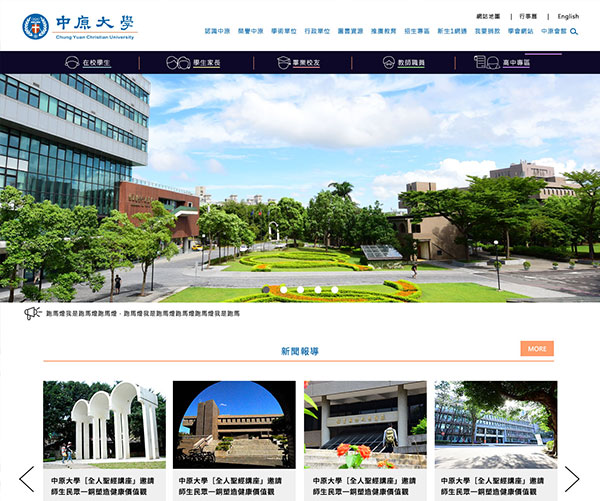 網站地圖 | 行事曆 | English
中原大學
Chung Yuan Christian University
認識中原 榮譽中原 學術單位 行政單位 圖書資源 推廣教育 招生專區 新生1網通 我要捐款 學會網站 中原會館
在校學生 學生家長 畢業校友 教師職員 高中專區
跑馬燈我是跑馬燈跑馬燈，跑馬燈我是跑馬燈跑馬燈跑馬燈我是跑馬
新聞報導
MORE
中原大學［全人聖經講座］邀請
師生民眾一銅塑造健康價值觀
中原大學［全人聖經講座］邀請
師生民眾一銅塑造健康價值觀
中原大學［全人聖經講座］邀請
師生民眾一銅塑造健康價值觀
中原大學［全人聖經講座］邀請
師生民眾一銅塑造健康價值觀